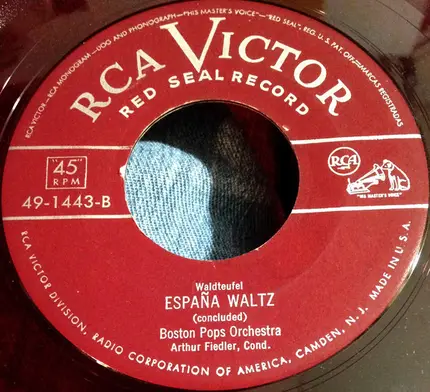 RCA VICTOR - RCA MONOGRAM - DOG AND PHONOGRAPH - "HIS MASTER'S VOICE" - "RED SEAL", REG. U. S. PAT. OFF. - MARCAS REGISTRADAS
RCA VICTOR
RED SEAL RECORD
45"
RPM
49-1443-B
RCA
"HIS MASTER'S VOICE"
Waldteufel
ESPAÑA WALTZ
(concluded)
Boston Pops Orchestra
Arthur Fiedler, Cond.
RCA VICTOR DIVISION, RADIO CORPORATION OF AMERICA, CAMDEN, N. J. MADE IN U. S. A.